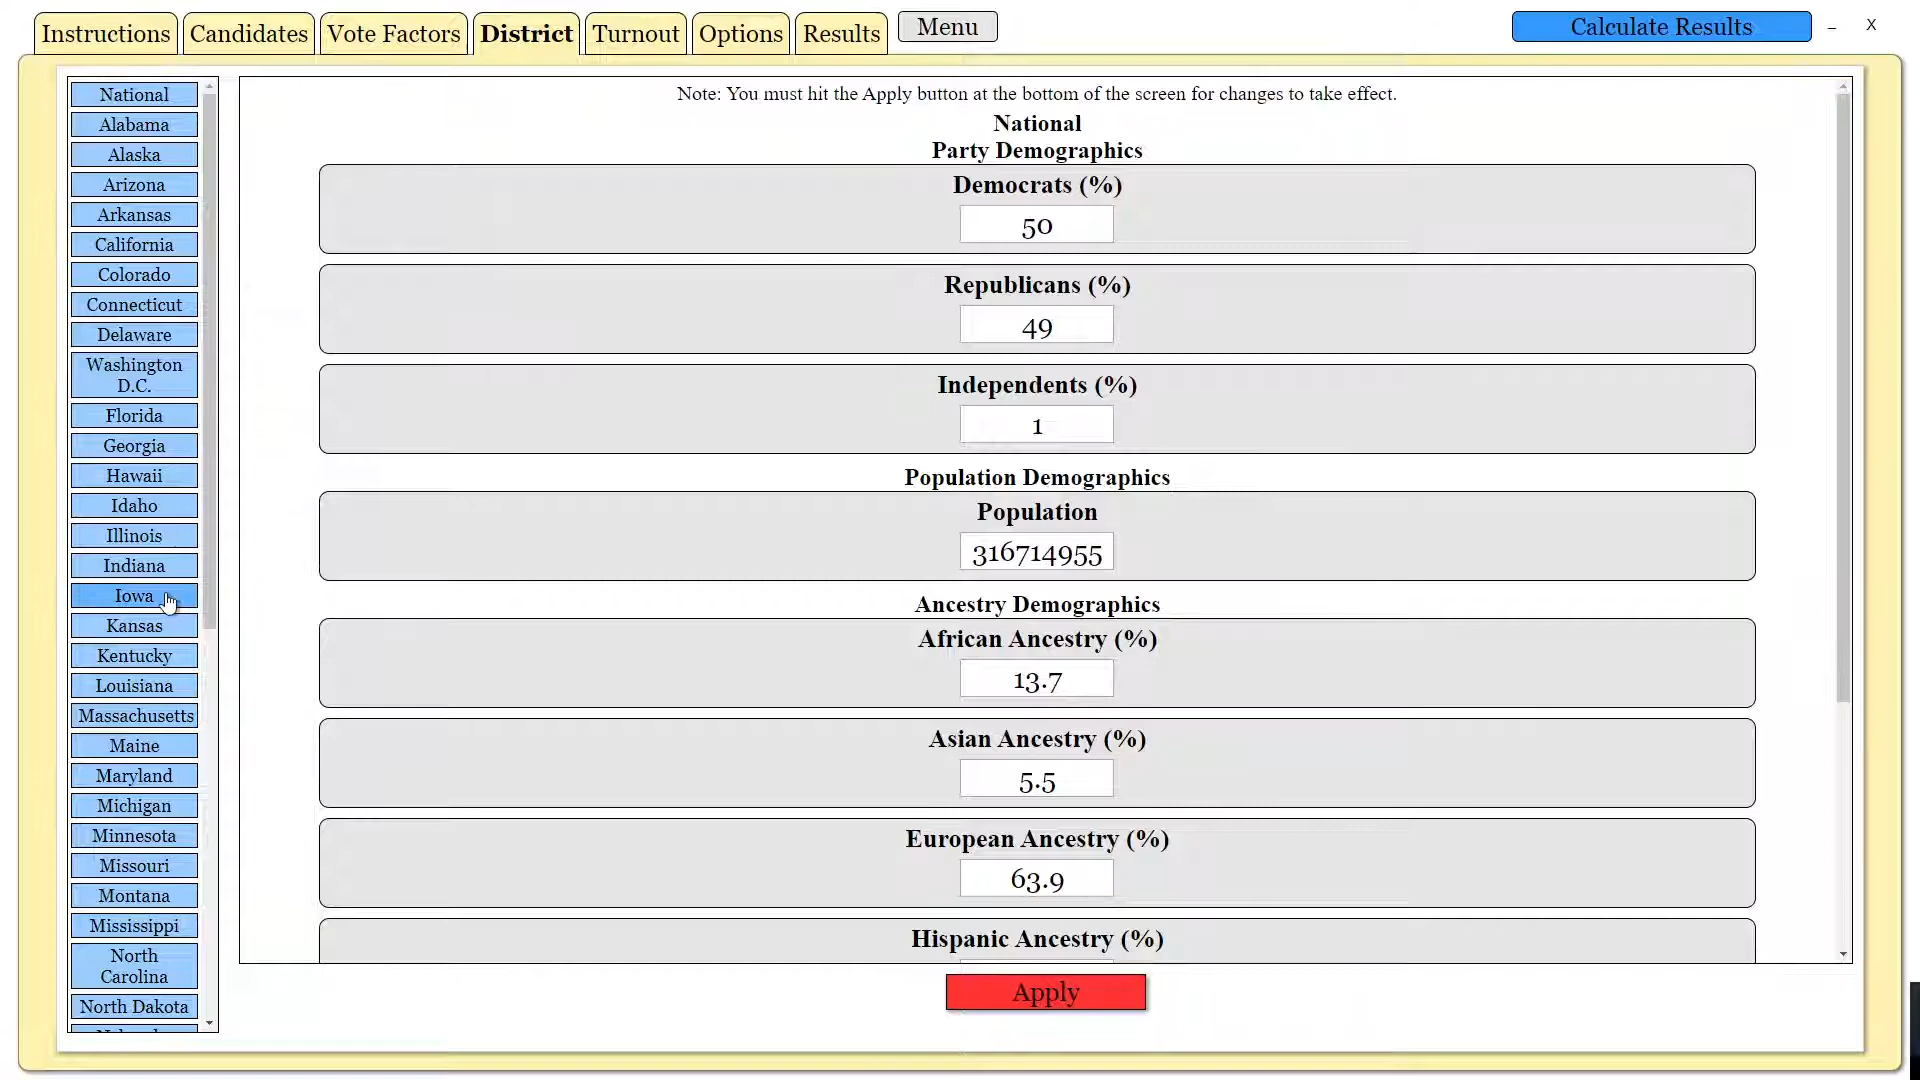 Instructions
Candidates
Vote Factors
District
Turnout
Options
Results
Menu
Calculate Results
_
X
National
Alabama
Alaska
Arizona
Arkansas
California
Colorado
Connecticut
Delaware
Washington
D.C.
Florida
Georgia
Hawaii
Idaho
Illinois
Indiana
Iowa
Kansas
Kentucky
Louisiana
Massachusetts
Maine
Maryland
Michigan
Minnesota
Missouri
Montana
Mississippi
North
Carolina
North Dakota
Note: You must hit the Apply button at the bottom of the screen for changes to take effect.
National
Party Demographics
Democrats (%)
50
Republicans (%)
49
Independents (%)
1
Population Demographics
Population
316714955
Ancestry Demographics
African Ancestry (%)
13.7
Asian Ancestry (%)
5.5
European Ancestry (%)
63.9
Hispanic Ancestry (%)
Apply